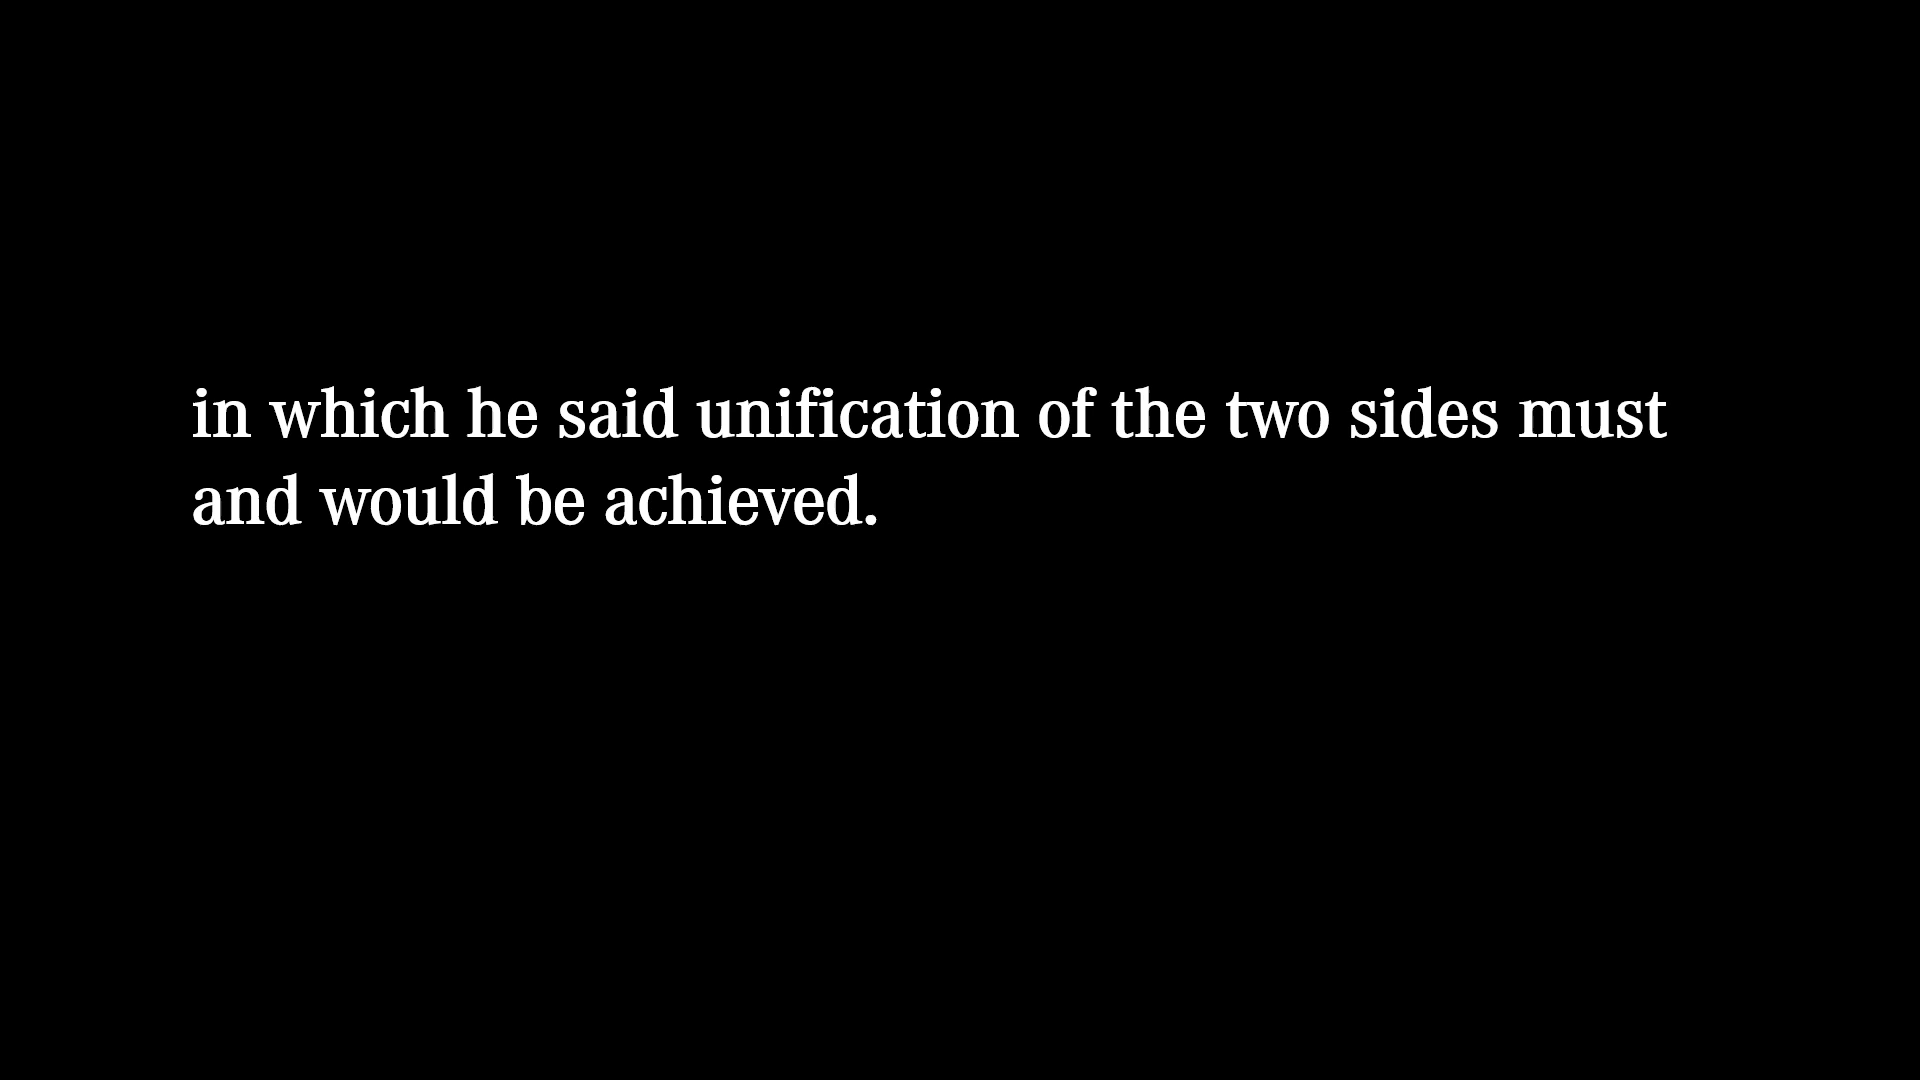 in which he said unification of the two sides must
and would be achieved.